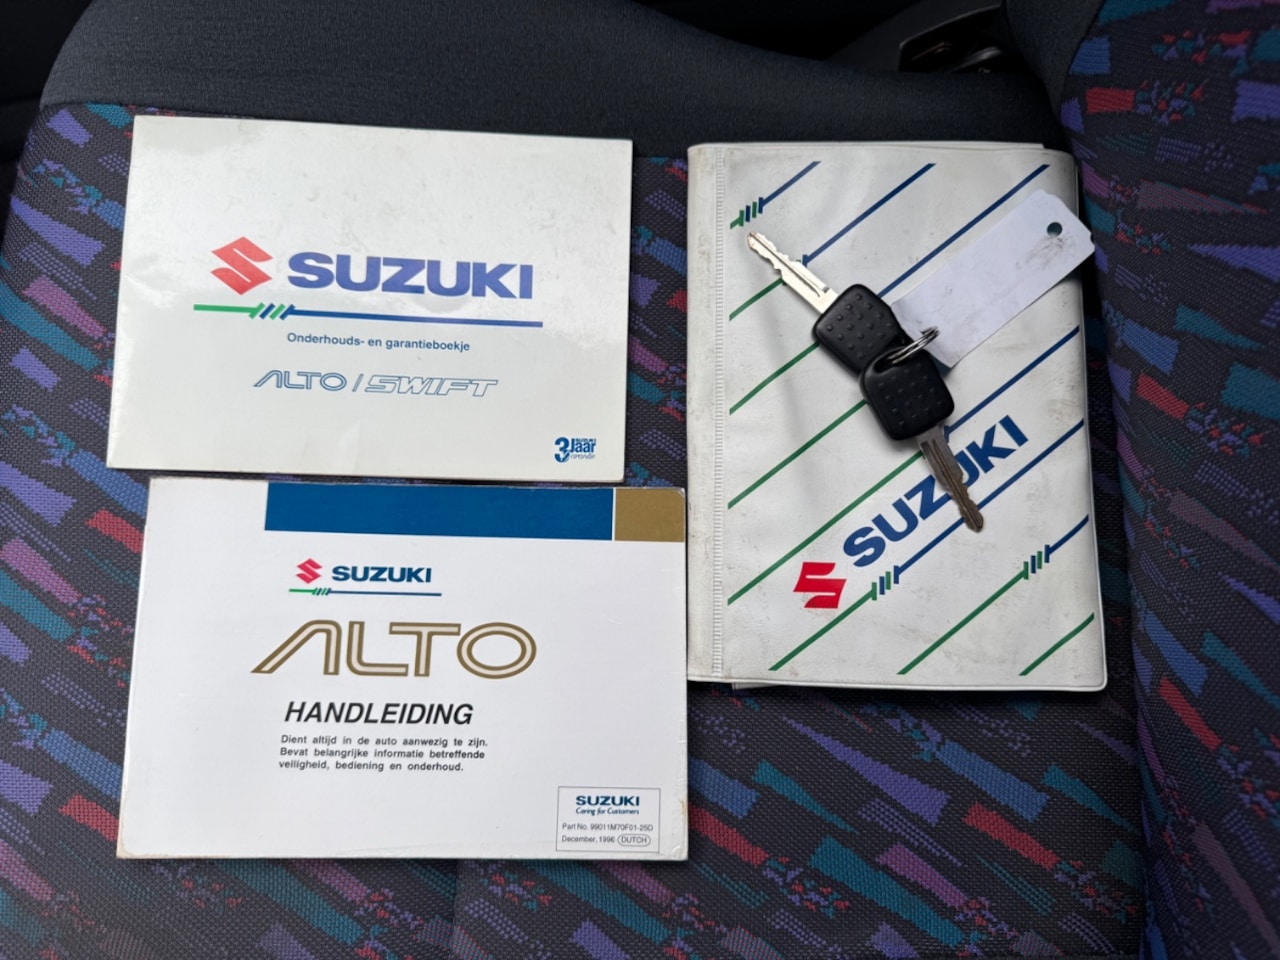 SUZUKI
Onderhouds- en garantieboekje
ALTO / SWIFT
3 SUZUKI
Jaar
garantie
SUZUKI
ALTO
HANDLEIDING
Dient altijd in de auto aanwezig te zijn.
Bevat belangrijke informatie betreffende
veiligheid, bediening en onderhoud.
SUZUKI
Caring for Customers
Part No. 99011M70F01-25D
December, 1996 DUTCH
SUZUKI